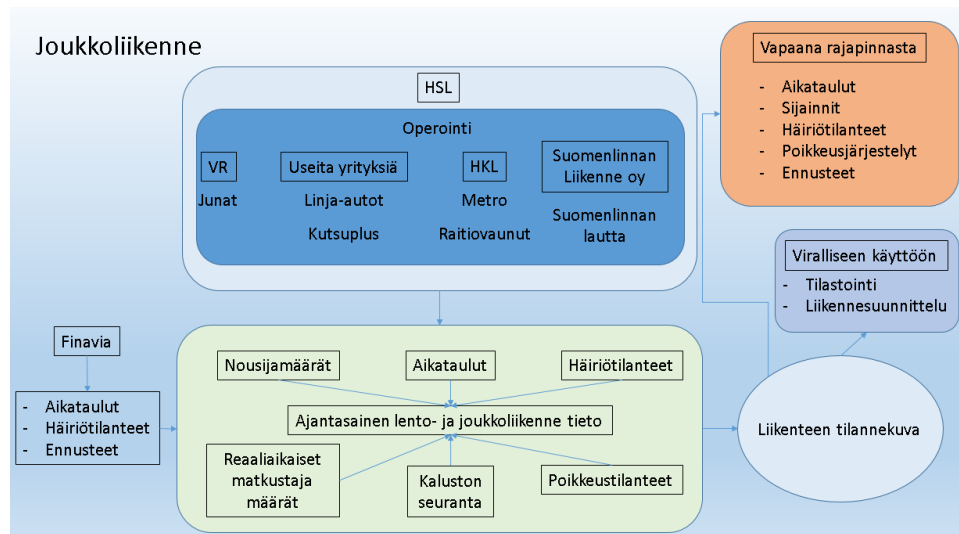 Joukkoliikenne
HSL
Operointi
VR
Junat
Useita yrityksiä
Linja-autot
Kutsuplus
HKL
Metro
Raitiovaunut
Suomenlinnan
Liikenne oy
Suomenlinnan
lautta
Vapaana rajapinnasta
- Aikataulut
- Sijainnit
- Häiriötilanteet
- Poikkeusjärjestelyt
- Ennusteet
Viralliseen käyttöön
- Tilastointi
- Liikennesuunnittelu
Finavia
- Aikataulut
- Häiriötilanteet
- Ennusteet
Nousijamäärät
Aikataulut
Häiriötilanteet
Ajantasainen lento- ja joukkoliikenne tieto
Reaaliaikaiset
matkustaja
määrät
Kaluston
seuranta
Poikkeustilanteet
Liikenteen tilannekuva